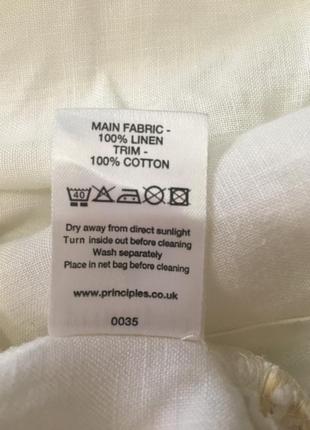 MAIN FABRIC -
100% LINEN
TRIM -
100% COTTON
40
Dry away from direct sunlight
Turn inside out before cleaning
Wash separately
Place in net bag before cleaning
www.principles.co.uk
0035